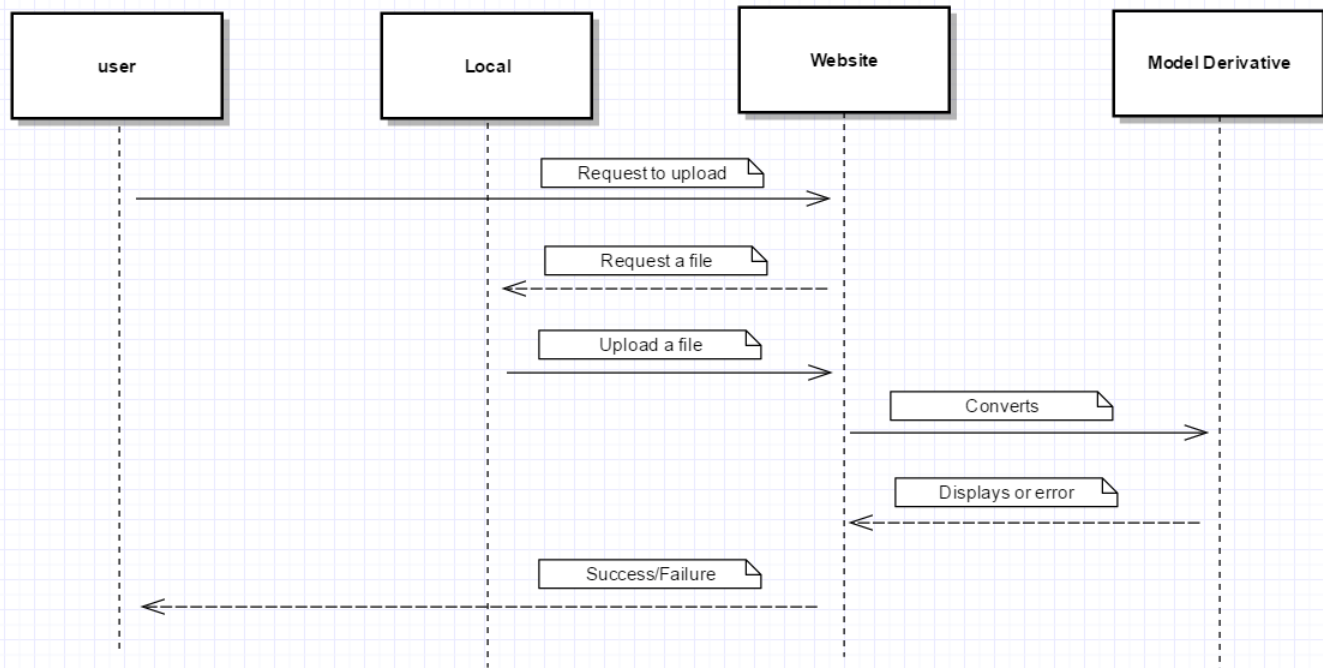 user
Local
Website
Model Derivative
Request to upload
Request a file
Upload a file
Converts
Displays or error
Success/Failure